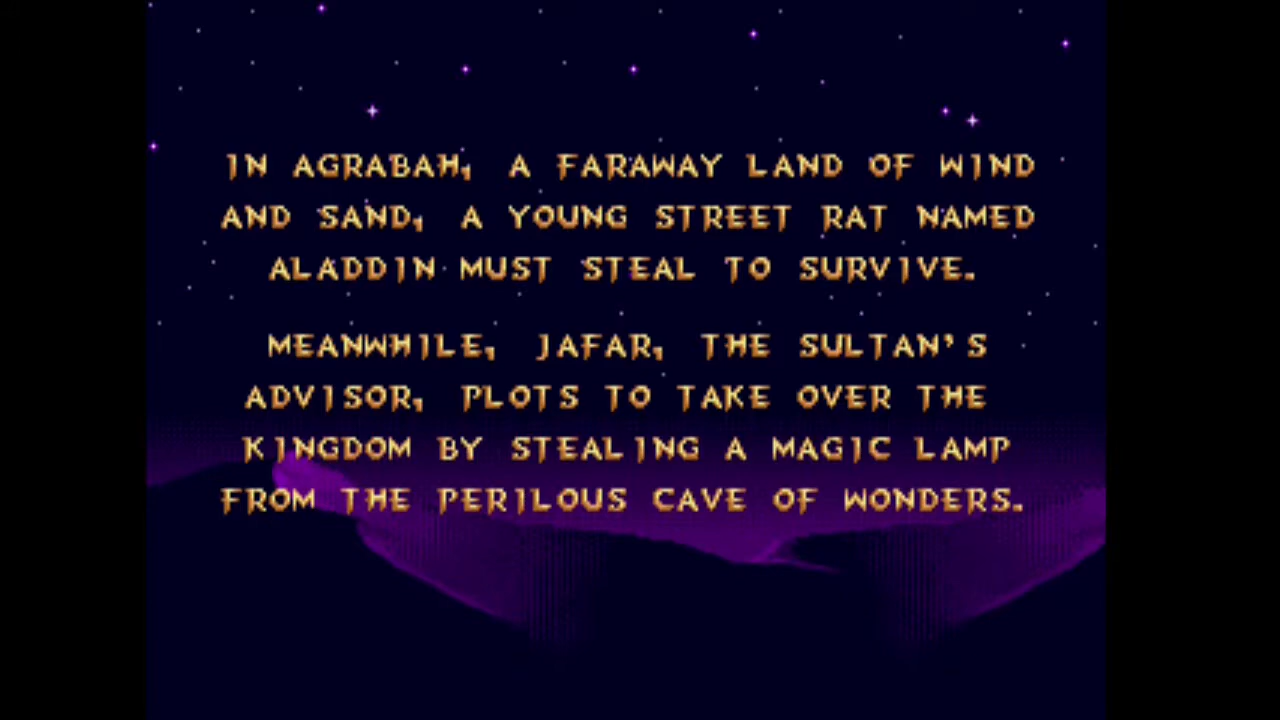 IN AGRABAH, A FARAWAY LAND OF WIND
AND SAND, A YOUNG STREET RAT NAMED
ALADDIN MUST STEAL TO SURVIVE.
MEANWHILE, JAFAR, THE SULTAN'S
ADVISOR, PLOTS TO TAKE OVER THE
KINGDOM BY STEALING A MAGIC LAMP
FROM THE PERILOUS CAVE OF WONDERS.